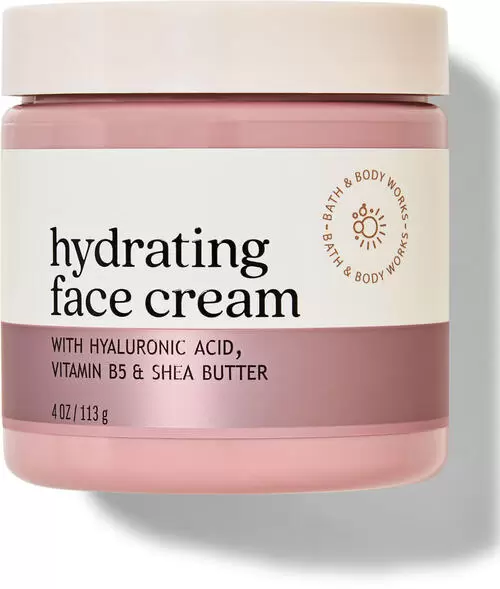 BATH & BODY WORKS
BATH & BODY WORKS
hydrating
face cream
WITH HYALURONIC ACID,
VITAMIN B5 & SHEA BUTTER
4 OZ / 113 g